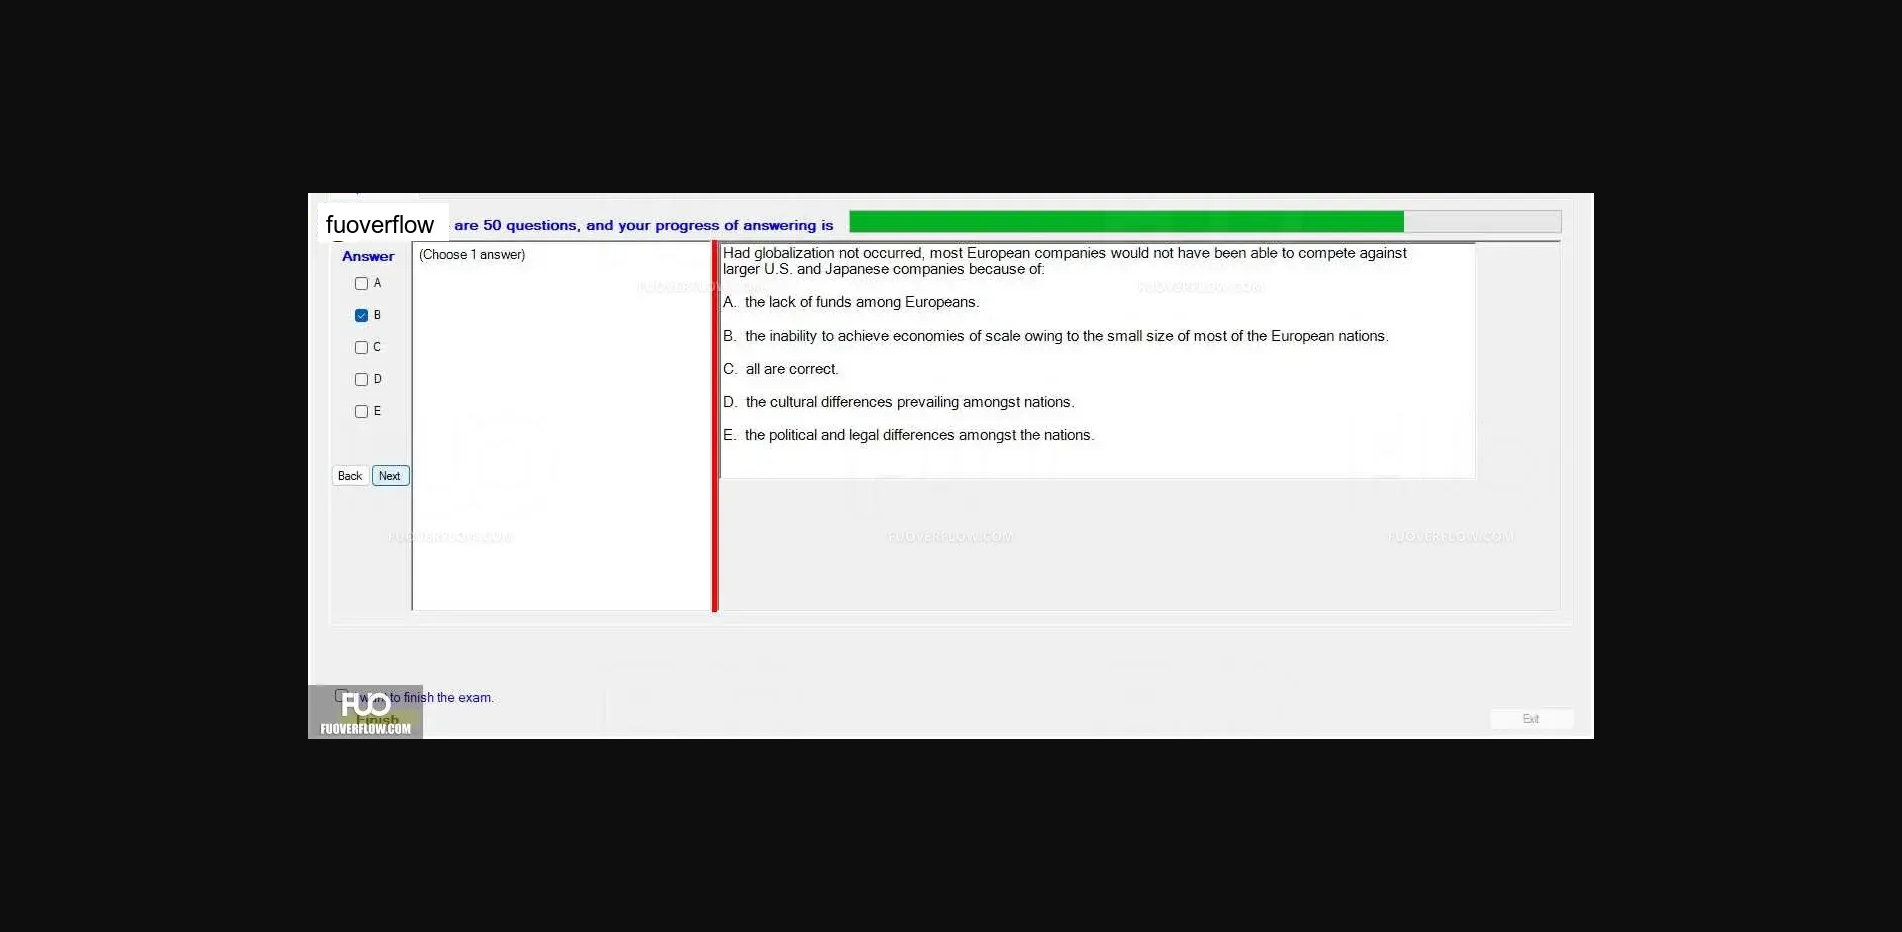 fuoverflow are 50 questions, and your progress of answering is
Answer
(Choose 1 answer)
A
B
C
D
E
Back Next
Had globalization not occurred, most European companies would not have been able to compete against
larger U.S. and Japanese companies because of:
A. the lack of funds among Europeans.
B. the inability to achieve economies of scale owing to the small size of most of the European nations.
C. all are correct.
D. the cultural differences prevailing amongst nations.
E. the political and legal differences amongst the nations.
FUOVERFLOW.COM
FUOVERFLOW.COM
FUOVERFLOW.COM
FUOVERFLOW.COM
FUOVERFLOW.COM
want to finish the exam.
FUO
Finish
FUOVERFLOW.COM
Exit